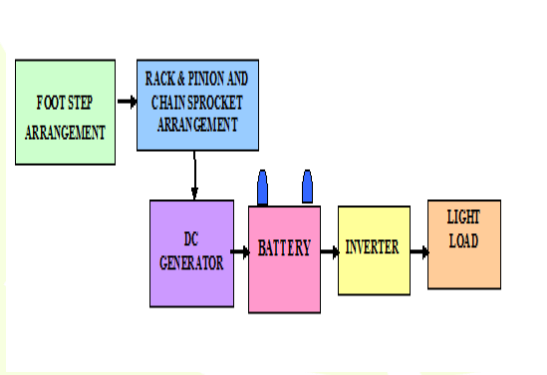 FOOT STEP
ARRANGEMENT
RACK & PINION AND
CHAIN SPROCKET
ARRANGEMENT
DC
GENERATOR
BATTERY
INVERTER
LIGHT
LOAD